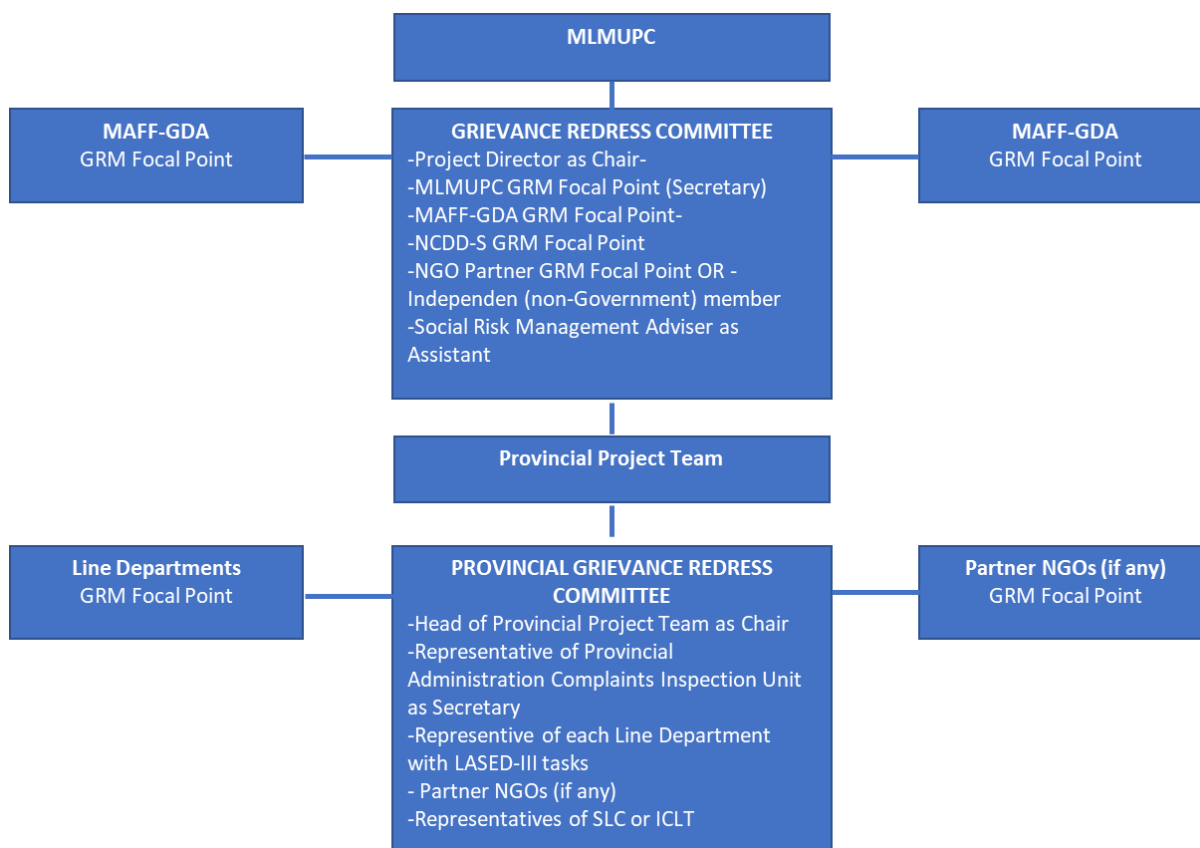 MLMUPC
MAFF-GDA
GRM Focal Point
GRIEVANCE REDRESS COMMITTEE
-Project Director as Chair-
-MLMUPC GRM Focal Point (Secretary)
-MAFF-GDA GRM Focal Point-
-NCDD-S GRM Focal Point
-NGO Partner GRM Focal Point OR -
Independen (non-Government) member
-Social Risk Management Adviser as
Assistant
MAFF-GDA
GRM Focal Point
Provincial Project Team
Line Departments
GRM Focal Point
PROVINCIAL GRIEVANCE REDRESS
COMMITTEE
-Head of Provincial Project Team as Chair
-Representative of Provincial
Administration Complaints Inspection Unit
as Secretary
-Representive of each Line Department
with LASED-III tasks
- Partner NGOs (if any)
-Representatives of SLC or ICLT
Partner NGOs (if any)
GRM Focal Point